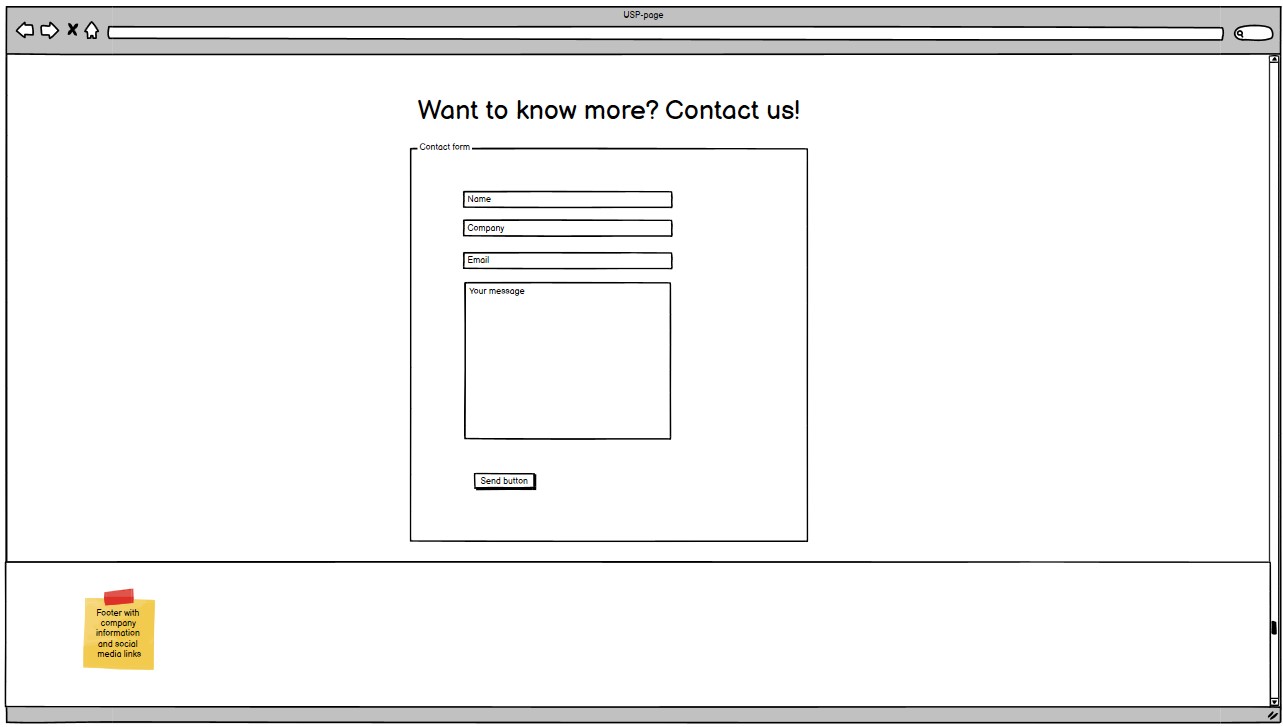 USP-page
Want to know more? Contact us!
Contact form
Name
Company
Email
Your message
Send button
Footer with
company
information
and social
media links